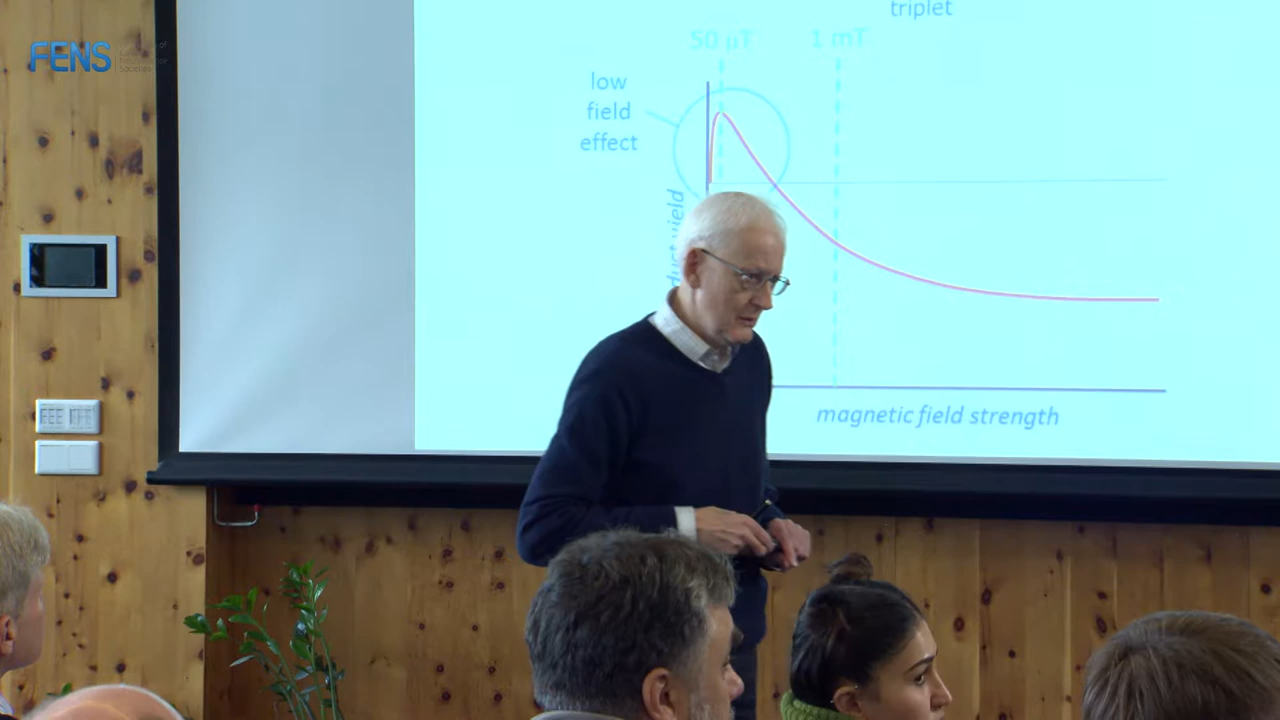 triplet
FENS
50 µT
1 mT
low
field
effect
magnetic field strength